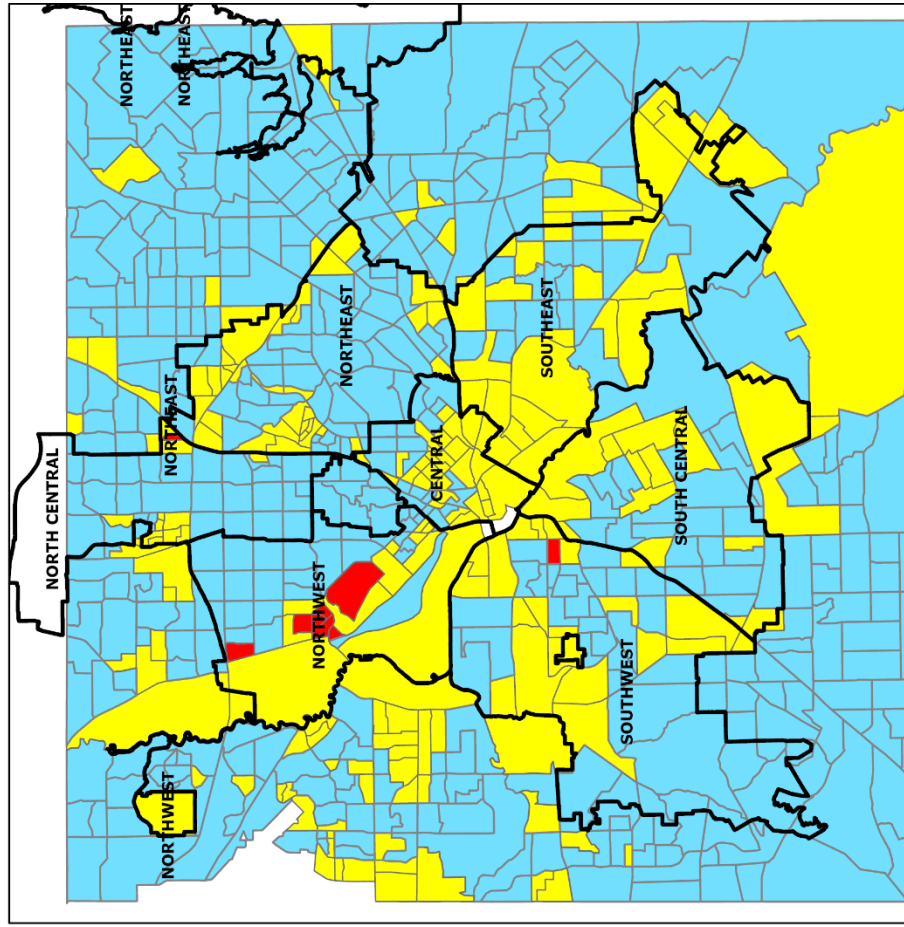 NORTHEAST
NORTHEAST
NORTHEAST
NORTH CENTRAL
NORTHEAST
CENTRAL
SOUTHEAST
NORTHWEST
SOUTH CENTRAL
NORTHWEST
SOUTHWEST